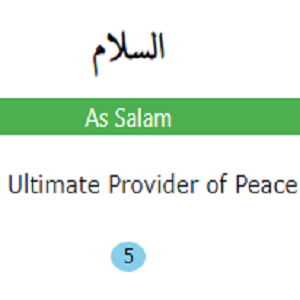 السلام
As Salam
Ultimate Provider of Peace
5